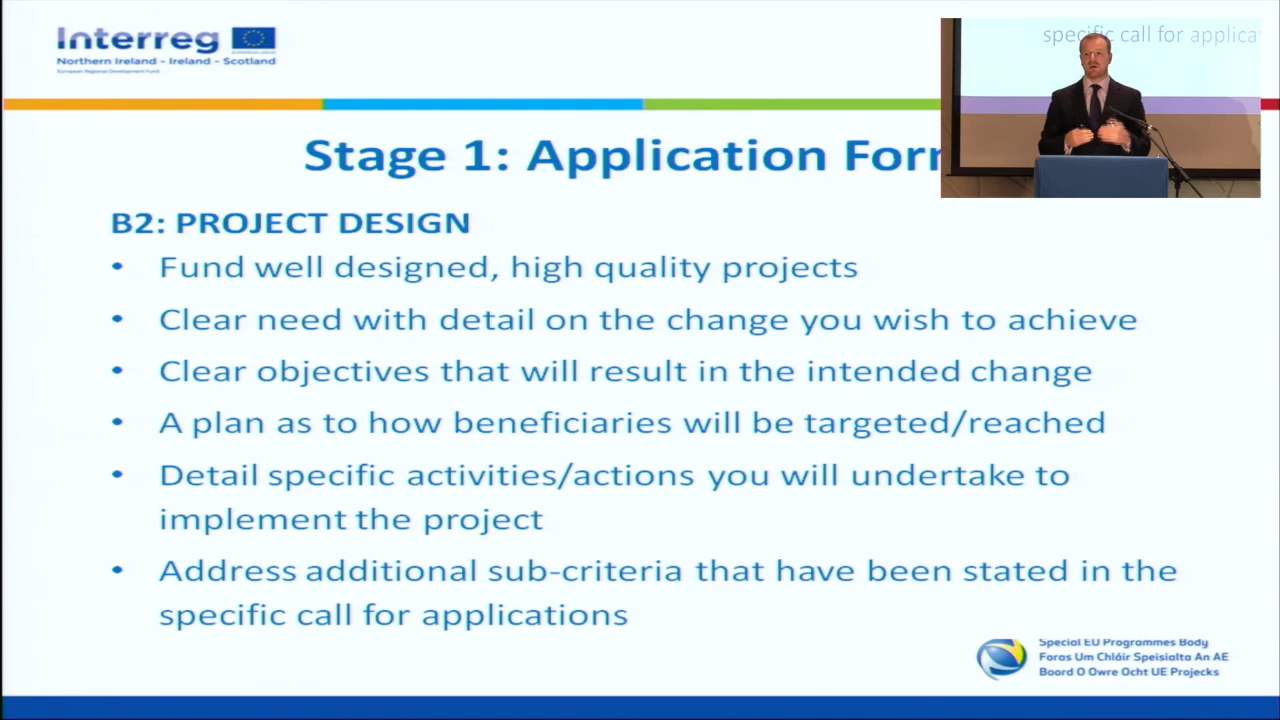 Interreg
Northern Ireland - Ireland - Scotland
European Regional Development Fund
specific call for applica
Stage 1: Application For
B2: PROJECT DESIGN
• Fund well designed, high quality projects
• Clear need with detail on the change you wish to achieve
• Clear objectives that will result in the intended change
• A plan as to how beneficiaries will be targeted/reached
• Detail specific activities/actions you will undertake to
implement the project
• Address additional sub-criteria that have been stated in the
specific call for applications
Special EU Programmes Body
Foras Um Chláir Speisialta An AE
Boord O Owre Ocht UE Projecks